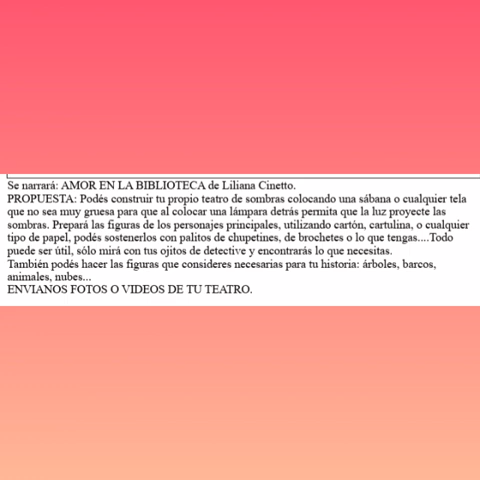 Se narrará: AMOR EN LA BIBLIOTECA de Liliana Cinetto.
PROPUESTA: Podés construir tu propio teatro de sombras colocando una sábana o cualquier tela
que no sea muy gruesa para que al colocar una lámpara detrás permita que la luz proyecte las
sombras. Prepará las figuras de los personajes principales, utilizando cartón, cartulina, o cualquier
tipo de papel, podés sostenerlos con palitos de chupetines, de brochetes o lo que tengas....Todo
puede ser útil, sólo mirá con tus ojitos de detective y encontrarás lo que necesitas.
También podés hacer las figuras que consideres necesarias para tu historia: árboles, barcos,
animales, nubes...
ENVIANOS FOTOS O VIDEOS DE TU TEATRO.